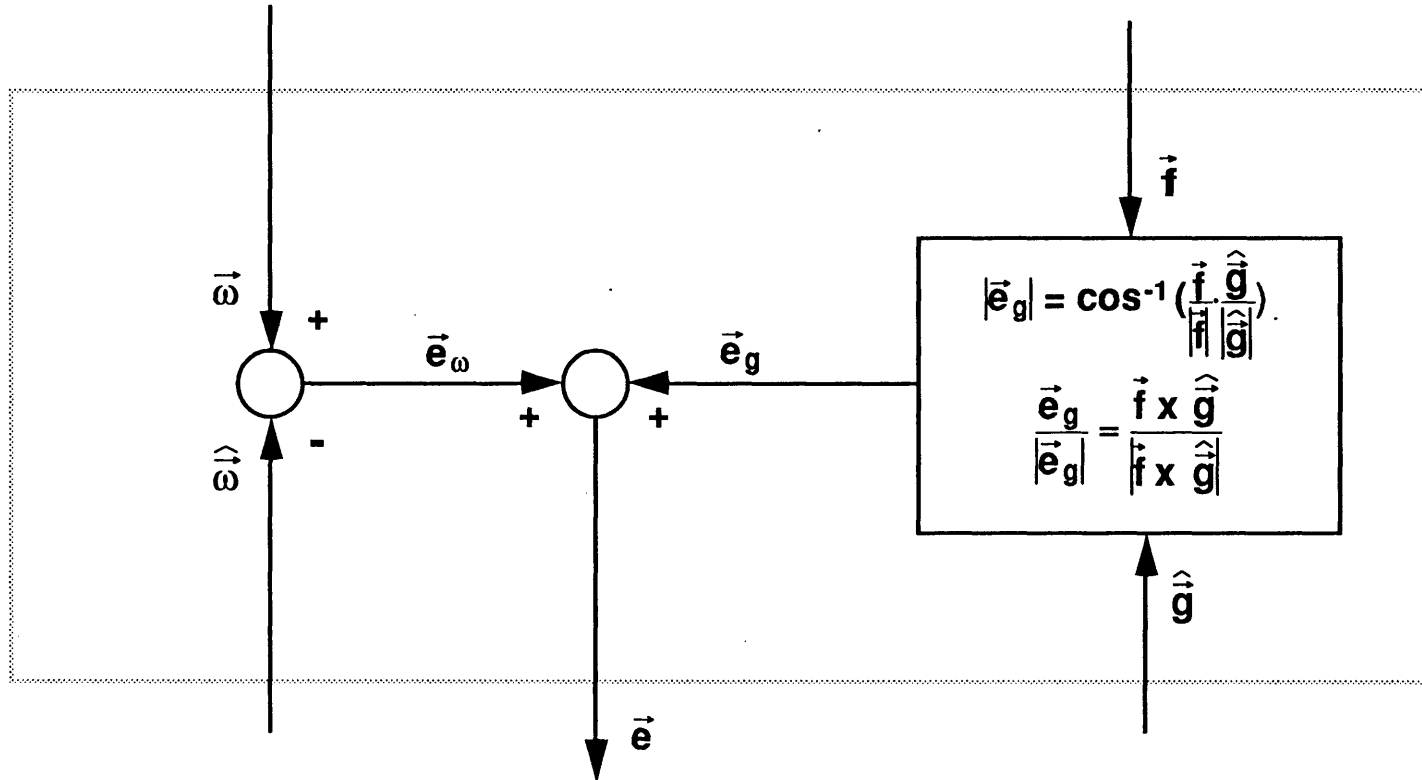 f⃗
|e⃗_g| = cos⁻¹(f⃗/|f⃗| · ĝ⃗/|ĝ⃗|)
ω⃗
+
e⃗_ω
e⃗_g
+
+
e⃗_g/|e⃗_g| = f⃗ x ĝ⃗/|f⃗ x ĝ⃗|
-
ω̂⃗
ĝ⃗
e⃗